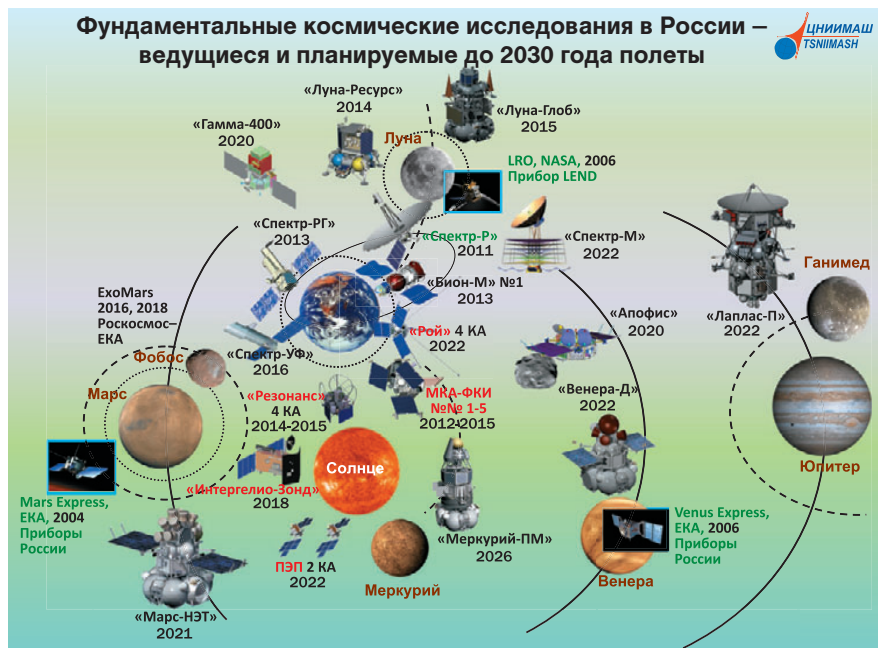 Фундаментальные космические исследования в России –
ведущиеся и планируемые до 2030 года полеты
ЦНИИМАШ
TSNIIMASH
«Луна-Ресурс»
2014
«Луна-Глоб»
2015
«Гамма-400»
2020
Луна
LRO, NASA, 2006
Прибор LEND
«Спектр-РГ»
2013
«Спектр-Р»
2011
«Спектр-М»
2022
Ганимед
«Бион-М» №1
2013
ExoMars
2016, 2018
Роскосмос–
ЕКА
«Лаплас-П»
2022
«Апофис»
2020
«Рой» 4 КА
2022
Фобос
«Спектр-УФ»
2016
Марс
«Резонанс»
4 КА
2014-2015
МКА-ФКИ
№№ 1-5
2012-2015
«Венера-Д»
2022
Солнце
Юпитер
«Интергелио-Зонд»
2018
Mars Express,
ЕКА, 2004
Приборы
России
Venus Express,
ЕКА, 2006
Приборы
России
«Меркурий-ПМ»
2026
ПЭП 2 КА
2022
Меркурий
Венера
«Марс-НЭТ»
2021